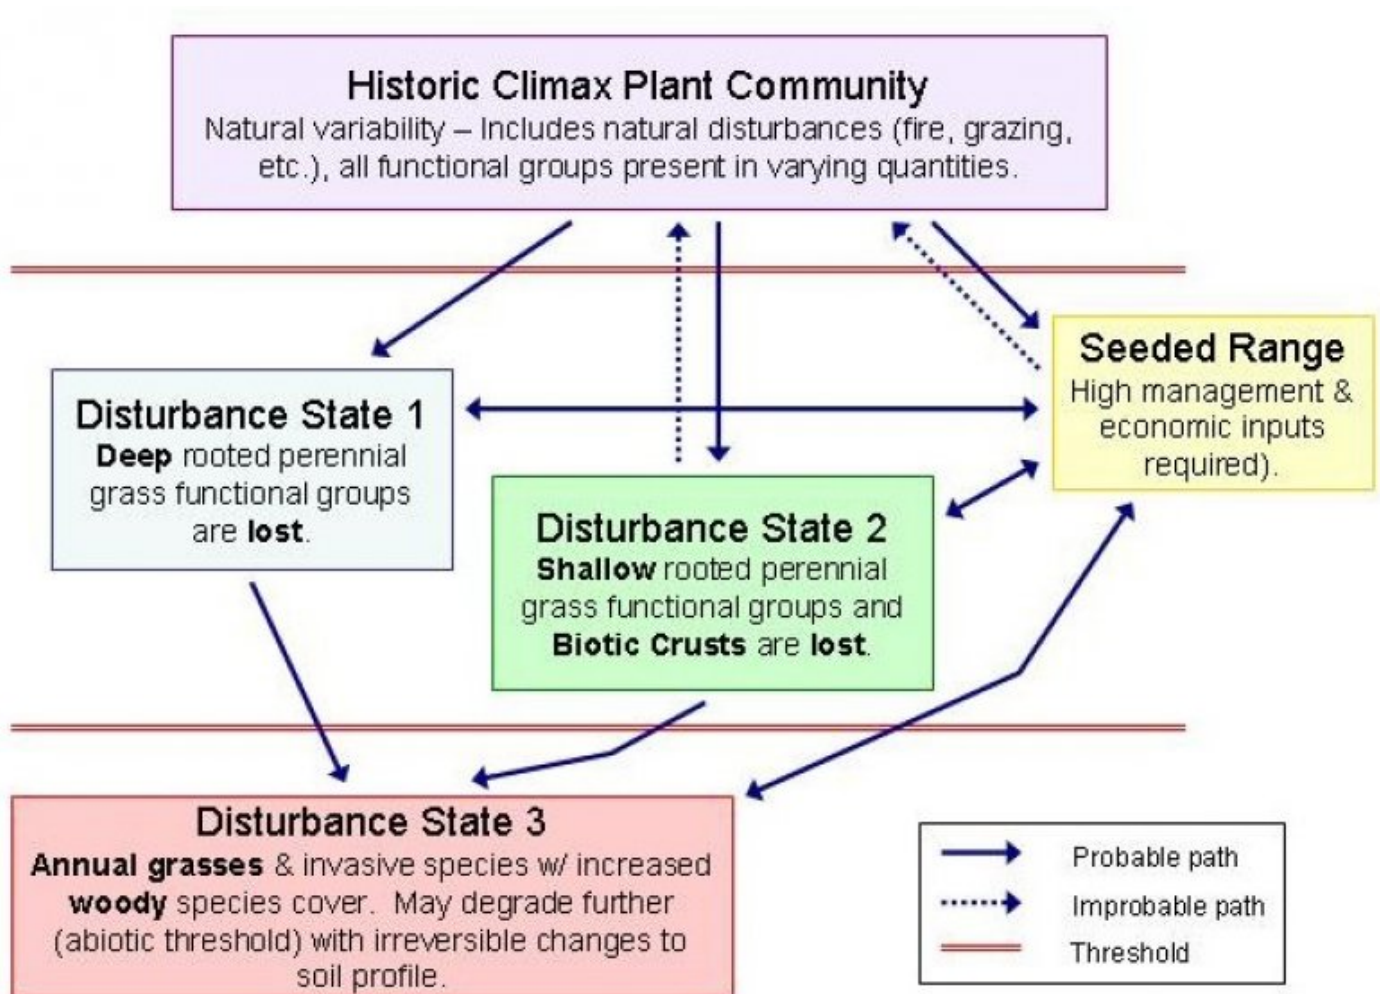 Historic Climax Plant Community
Natural variability – Includes natural disturbances (fire, grazing,
etc.), all functional groups present in varying quantities.
Seeded Range
High management &
economic inputs
required).
Disturbance State 1
Deep rooted perennial
grass functional groups
are lost.
Disturbance State 2
Shallow rooted perennial
grass functional groups and
Biotic Crusts are lost.
Disturbance State 3
Annual grasses & invasive species w/ increased
woody species cover. May degrade further
(abiotic threshold) with irreversible changes to
soil profile.
Probable path
Improbable path
Threshold